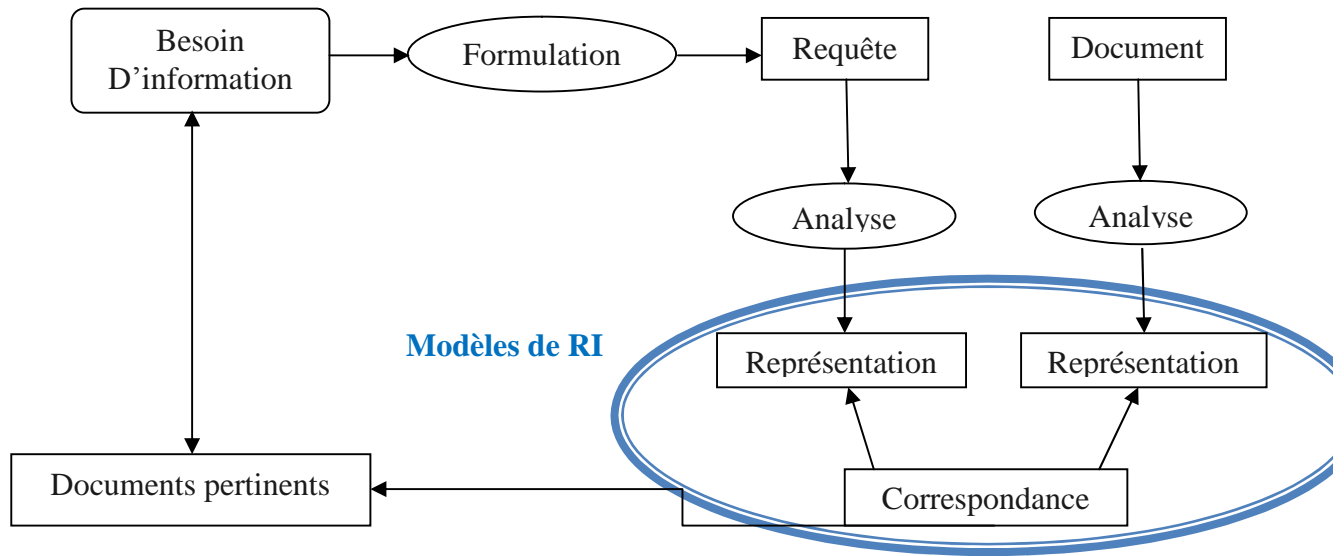 Besoin
D’information
Formulation
Requête
Document
Analyse
Analyse
Modèles de RI
Représentation
Représentation
Documents pertinents
Correspondance